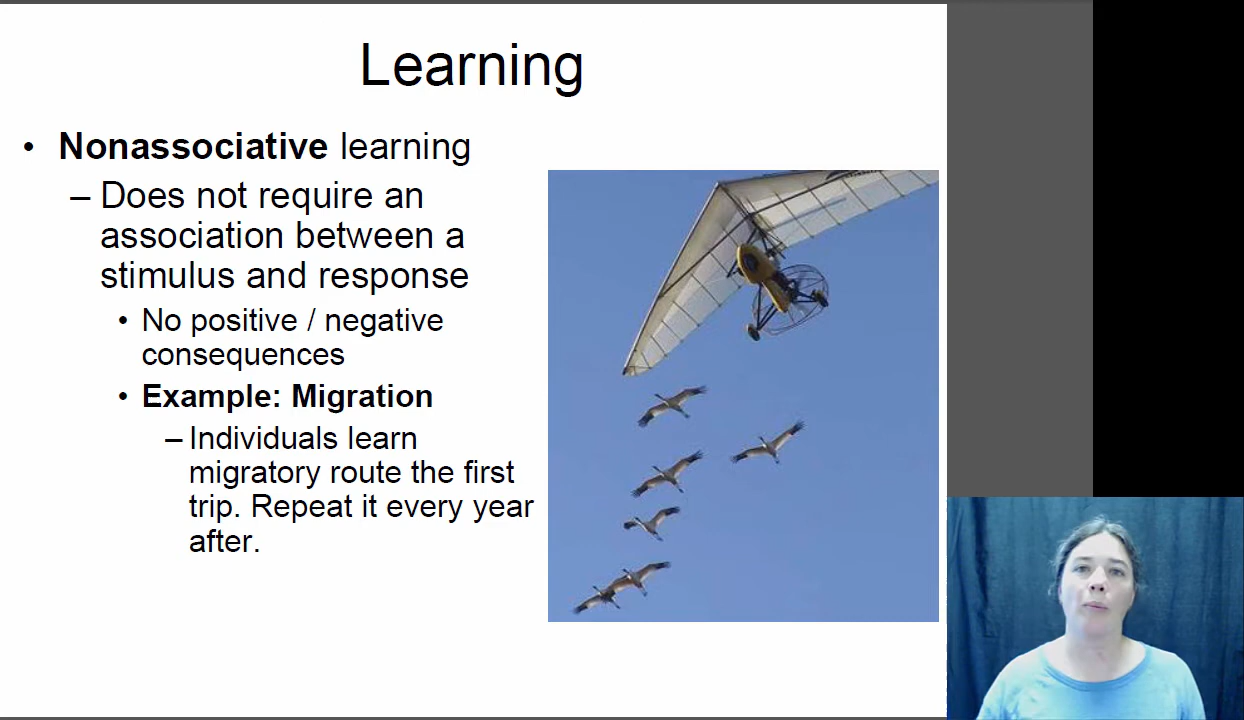 Learning
• Nonassociative learning
– Does not require an
association between a
stimulus and response
• No positive / negative
consequences
• Example: Migration
– Individuals learn
migratory route the first
trip. Repeat it every year
after.